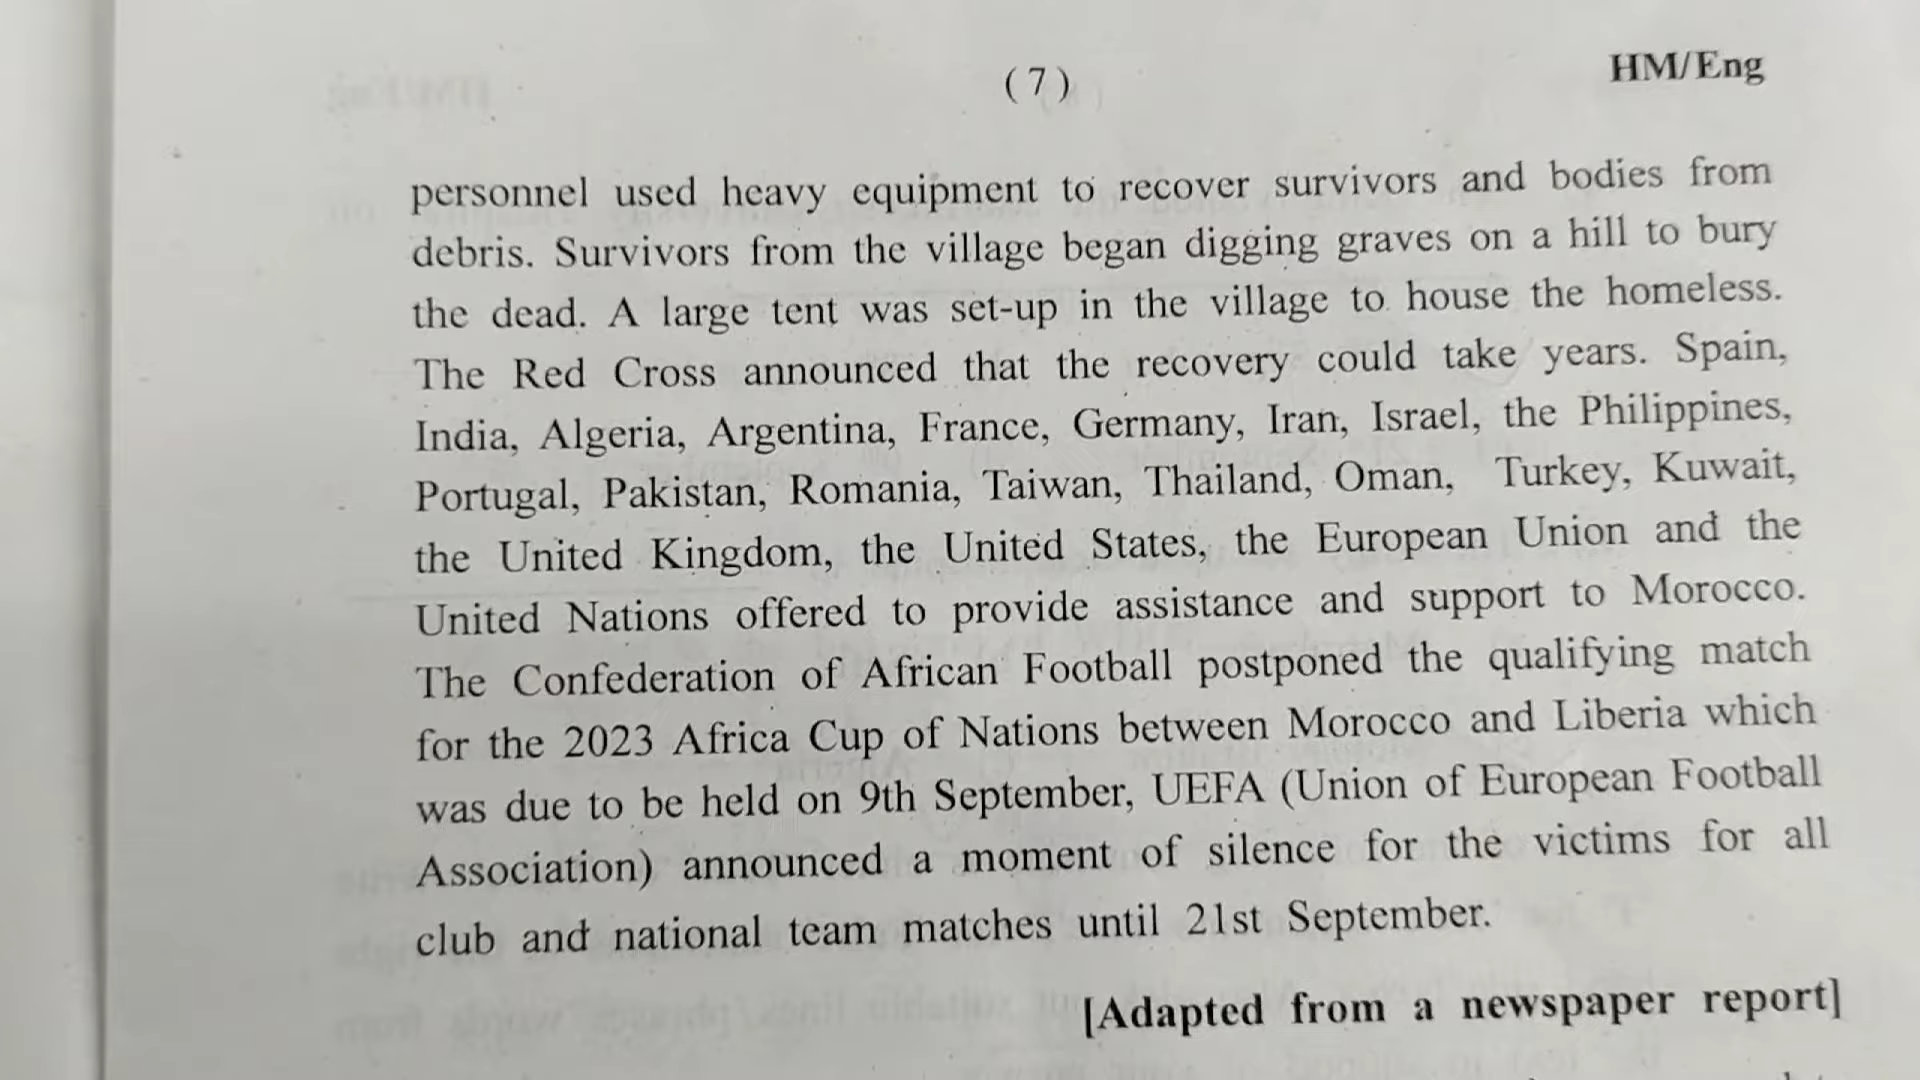 (7)
HM/Eng
personnel used heavy equipment to recover survivors and bodies from
debris. Survivors from the village began digging graves on a hill to bury
the dead. A large tent was set-up in the village to house the homeless.
The Red Cross announced that the recovery could take years. Spain,
India, Algeria, Argentina, France, Germany, Iran, Israel, the Philippines,
Portugal, Pakistan, Romania, Taiwan, Thailand, Oman, Turkey, Kuwait,
the United Kingdom, the United States, the European Union and the
United Nations offered to provide assistance and support to Morocco.
The Confederation of African Football postponed the qualifying match
for the 2023 Africa Cup of Nations between Morocco and Liberia which
was due to be held on 9th September, UEFA (Union of European Football
Association) announced a moment of silence for the victims for all
club and national team matches until 21st September.
[Adapted from a newspaper report]